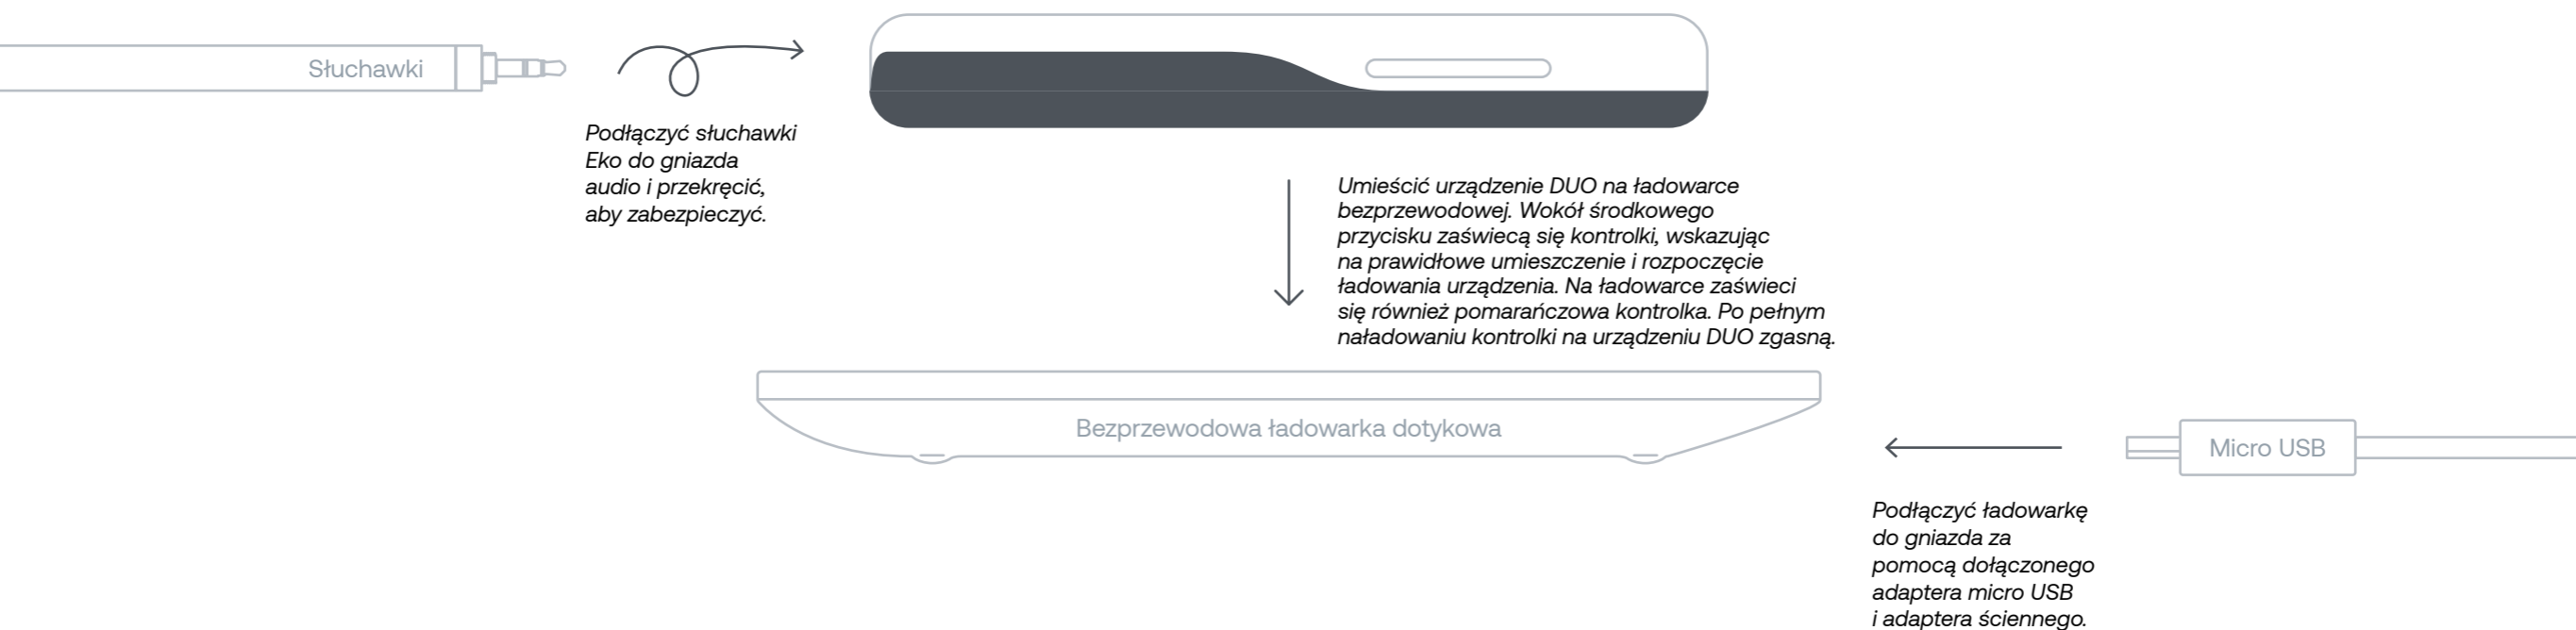 Słuchawki
Podłączyć słuchawki
Eko do gniazda
audio i przekręcić,
aby zabezpieczyć.
Umieścić urządzenie DUO na ładowarce
bezprzewodowej. Wokół środkowego
przycisku zaświecą się kontrolki, wskazując
na prawidłowe umieszczenie i rozpoczęcie
ładowania urządzenia. Na ładowarce zaświeci
się również pomarańczowa kontrolka. Po pełnym
naładowaniu kontrolki na urządzeniu DUO zgasną.
Bezprzewodowa ładowarka dotykowa
Micro USB
Podłączyć ładowarkę
do gniazda za
pomocą dołączonego
adaptera micro USB
i adaptera ściennego.